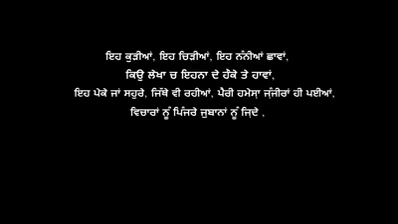 ਇਹ ਕੁੜੀਆਂ, ਇਹ ਚਿੜੀਆਂ, ਇਹ ਨਂਨੀਆਂ ਛਾਵਾਂ,
ਕਿਉ ਲੇਖਾ ਚ ਇਹਨਾ ਦੇ ਹੌਕੇ ਤੇ ਹਾਵਾਂ,
ਇਹ ਪੇਕੇ ਜਾਂ ਸਹੁਰੇ, ਜਿੱਥੇ ਵੀ ਰਹੀਆਂ, ਪੈਰੀ ਹਮੇਸ਼ਾ ਜੰਜ਼ੀਰਾਂ ਹੀ ਪਈਆਂ,
ਵਿਚਾਰਾਂ ਨੂੰ ਪਿੰਜਰੇ ਜੁਬਾਨਾਂ ਨੂੰ ਜਿੰਦੇ ,